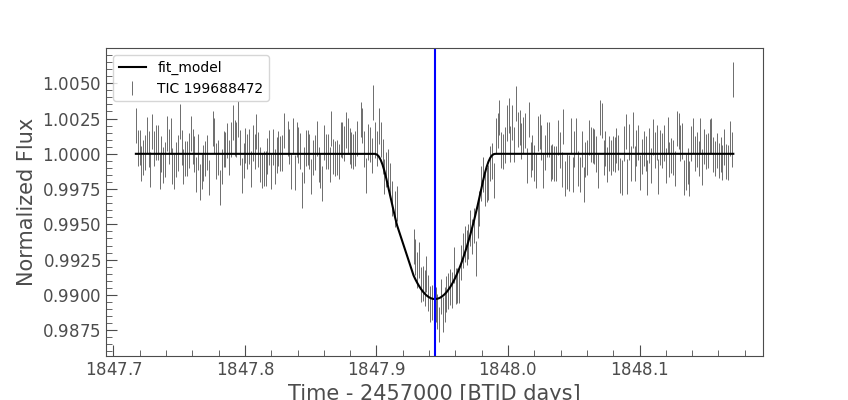 fit_model
TIC 199688472
1.0050
1.0025
1.0000
0.9975
0.9950
0.9925
0.9900
0.9875
Normalized Flux
1847.7 1847.8 1847.9 1848.0 1848.1
Time - 2457000 [BTJD days]